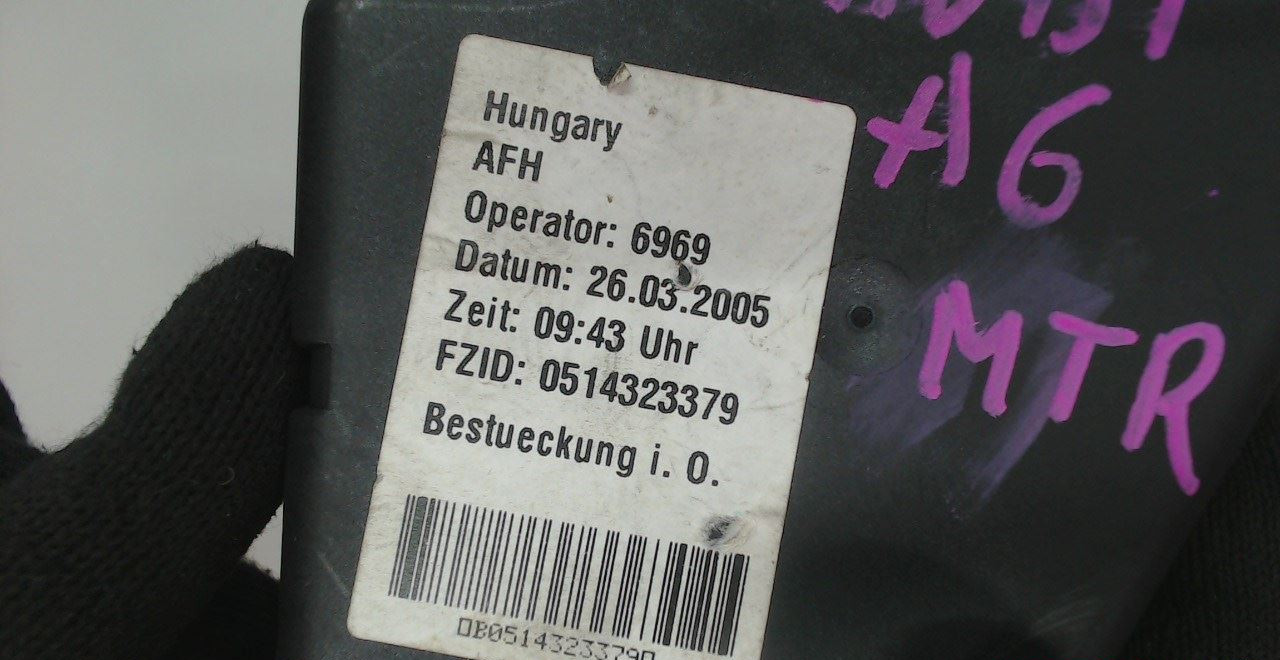 Hungary
AFH
Operator: 6969
Datum: 26.03.2005
Zeit: 09:43 Uhr
FZID: 0514323379
Bestueckung i. O.
A6
MTR